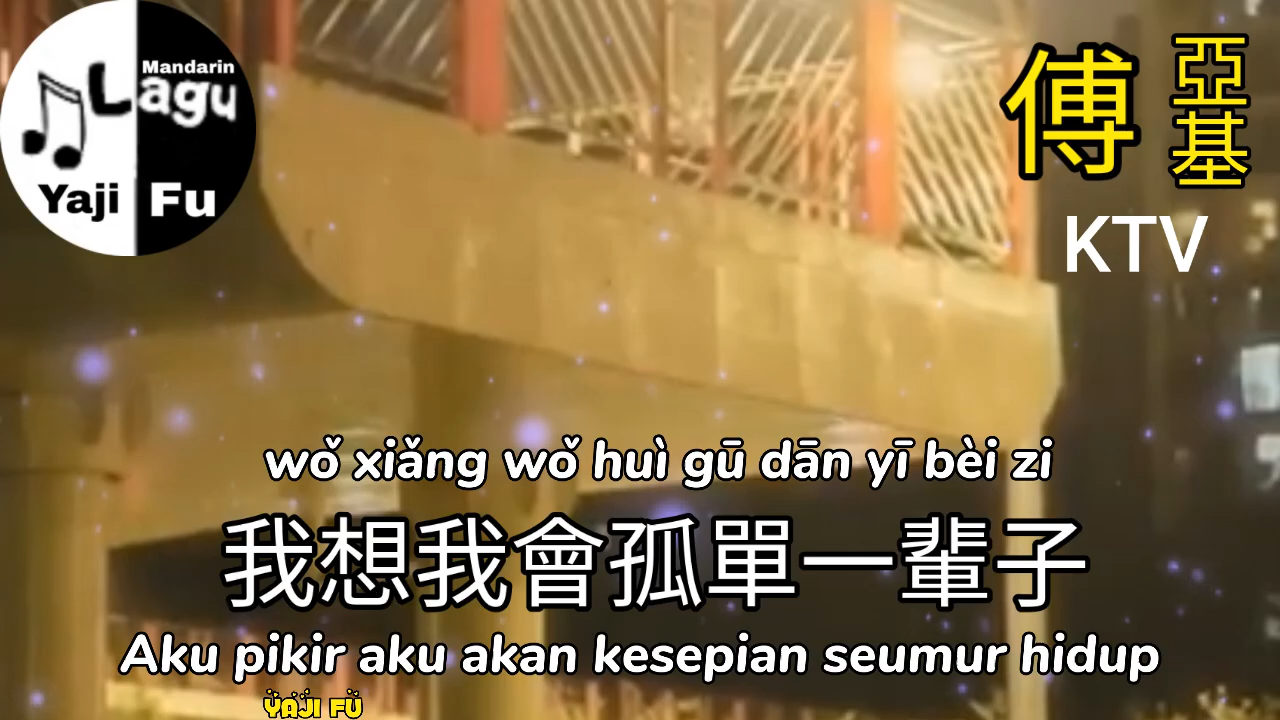 Mandarin
Lagu
Yaji Fu
傅
亞基
KTV
wǒ xiǎng wǒ huì gū dān yī bèi zi
我想我會孤單一輩子
Aku pikir aku akan kesepian seumur hidup
YAJI FU